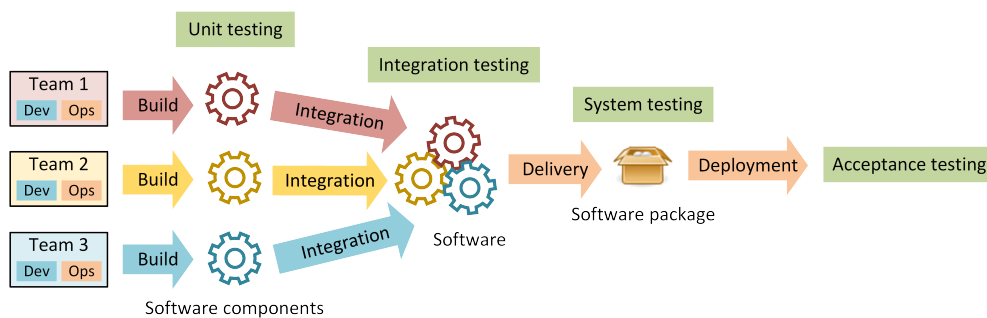 Unit testing
Integration testing
System testing
Acceptance testing
Team 1
Dev Ops
Build
Integration
Team 2
Dev Ops
Build
Integration
Team 3
Dev Ops
Build
Integration
Software components
Software
Delivery
Software package
Deployment